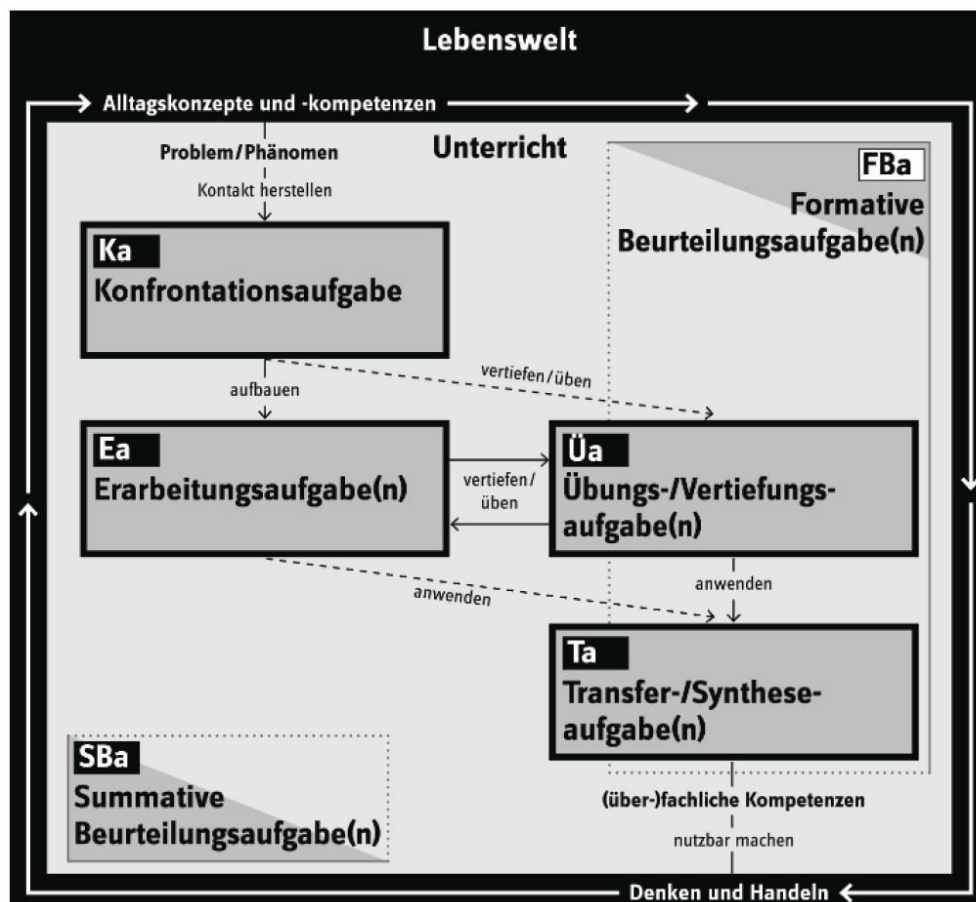 Lebenswelt
Alltagskonzepte und -kompetenzen
Problem/Phänomen
Kontakt herstellen
Unterricht
FBa
Formative
Beurteilungsaufgabe(n)
Ka
Konfrontationsaufgabe
aufbauen
vertiefen/üben
Ea
Erarbeitungsaufgabe(n)
vertiefen/
üben
Üa
Übungs-/Vertiefungs-
aufgabe(n)
anwenden
anwenden
Ta
Transfer-/Synthese-
aufgabe(n)
SBa
Summative
Beurteilungsaufgabe(n)
(über-)fachliche Kompetenzen
nutzbar machen
Denken und Handeln